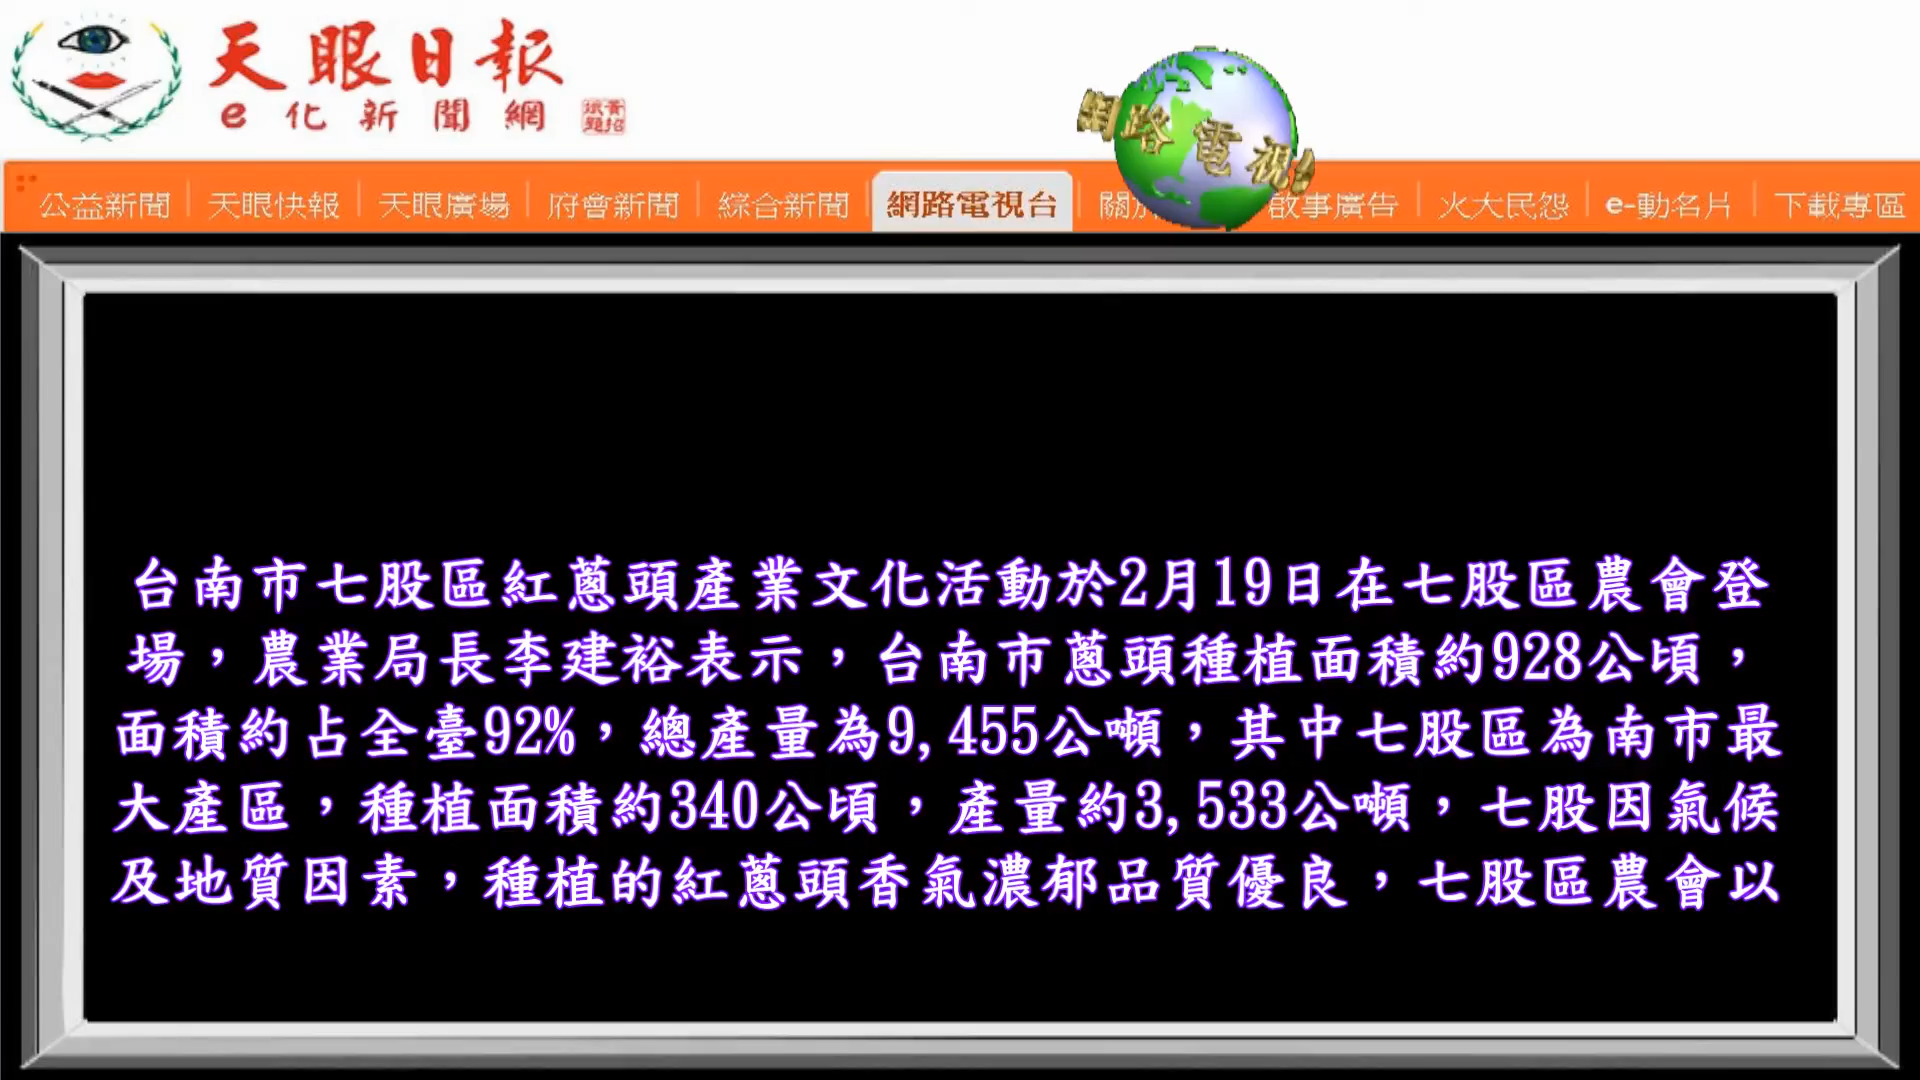 天眼日報
e化新聞網
網路電視
公益新聞 天眼快報 天眼廣場 府會新聞 綜合新聞 網路電視台 啟事廣告 火大民怨 e-動名片 下載專區
台南市七股區紅蔥頭產業文化活動於2月19日在七股區農會登
場，農業局長李建裕表示，台南市蔥頭種植面積約928公頃，
面積約占全臺92%，總產量為9,455公噸，其中七股區為南市最
大產區，種植面積約340公頃，產量約3,533公噸，七股因氣候
及地質因素，種植的紅蔥頭香氣濃郁品質優良，七股區農會以